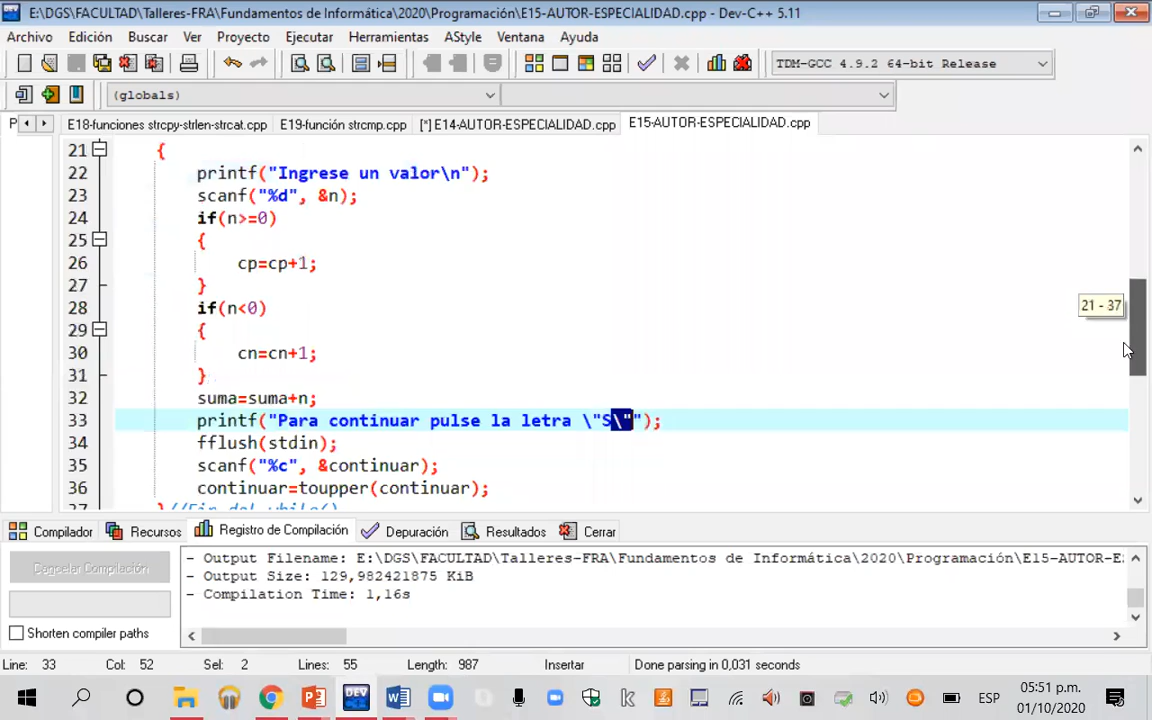 E:\DGS\FACULTAD\Talleres-FRA\Fundamentos de Informática\2020\Programación\E15-AUTOR-ESPECIALIDAD.cpp - Dev-C++ 5.11
Archivo Edición Buscar Ver Proyecto Ejecutar Herramientas AStyle Ventana Ayuda
TDM-GCC 4.9.2 64-bit Release
(globals)
P E18-funciones strcpy-strlen-strcat.cpp E19-función strcmp.cpp [*] E14-AUTOR-ESPECIALIDAD.cpp E15-AUTOR-ESPECIALIDAD.cpp
21 {
22 printf("Ingrese un valor\n");
23 scanf("%d", &n);
24 if(n>=0)
25 {
26 cp=cp+1;
27 }
28 if(n<0)
29 {
30 cn=cn+1;
31 }
32 suma=suma+n;
33 printf("Para continuar pulse la letra \"S\"");
34 fflush(stdin);
35 scanf("%c", &continuar);
36 continuar=toupper(continuar);
37 }//Fin del while()
21 - 37
Compilador Recursos Registro de Compilación Depuración Resultados Cerrar
Cancelar Compilación
Shorten compiler paths
- Output Filename: E:\DGS\FACULTAD\Talleres-FRA\Fundamentos de Informática\2020\Programación\E15-AUTOR-E
- Output Size: 129,982421875 KiB
- Compilation Time: 1,16s
Line: 33 Col: 52 Sel: 2 Lines: 55 Length: 987 Insertar Done parsing in 0,031 seconds
DEV
ESP
05:51 p.m.
01/10/2020